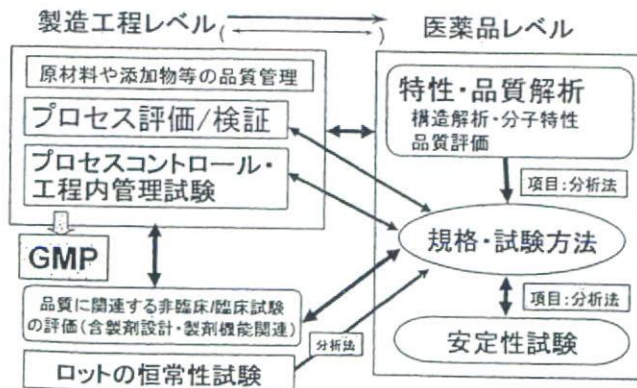 製造工程レベル
医薬品レベル
原材料や添加物等の品質管理
プロセス評価/検証
プロセスコントロール・
工程内管理試験
GMP
品質に関連する非臨床/臨床試験
の評価(含製剤設計・製剤機能関連)
ロットの恒常性試験
分析法
特性・品質解析
構造解析・分子特性
品質評価
項目:分析法
規格・試験方法
項目:分析法
安定性試験